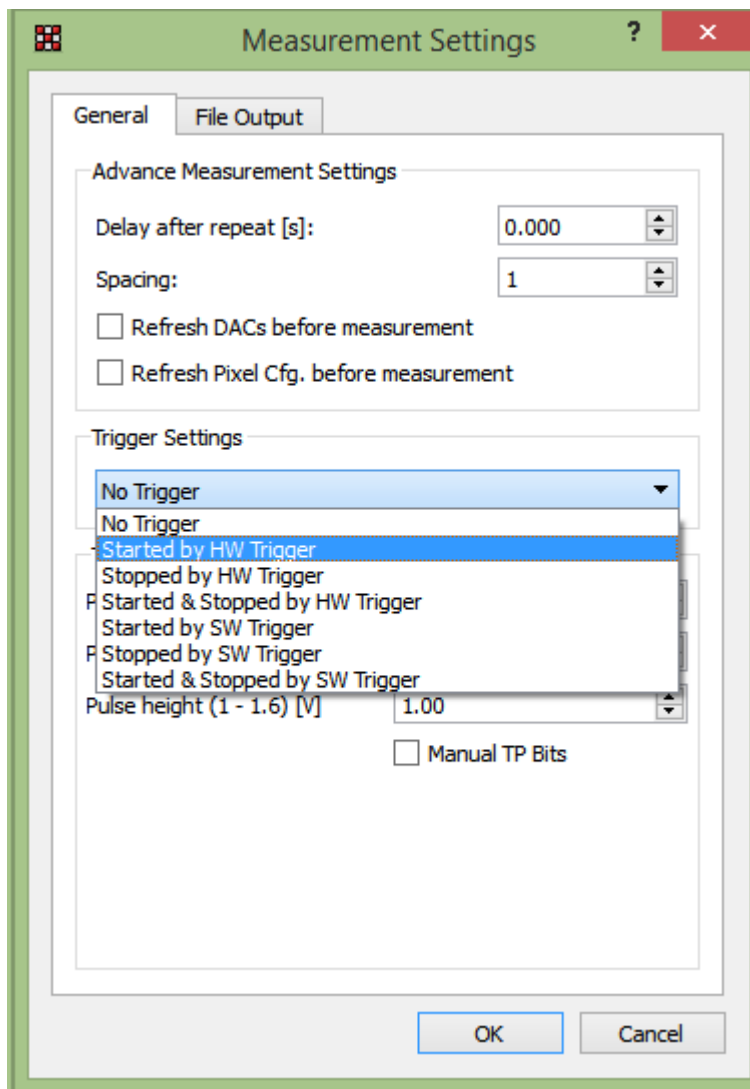 Measurement Settings ? ×
General File Output
Advance Measurement Settings
Delay after repeat [s]: 0.000
Spacing: 1
Refresh DACs before measurement
Refresh Pixel Cfg. before measurement
Trigger Settings
No Trigger
No Trigger
Started by HW Trigger
Stopped by HW Trigger
Started & Stopped by HW Trigger
Started by SW Trigger
Stopped by SW Trigger
Started & Stopped by SW Trigger
Pulse height (1 - 1.6) [V] 1.00
Manual TP Bits
OK Cancel